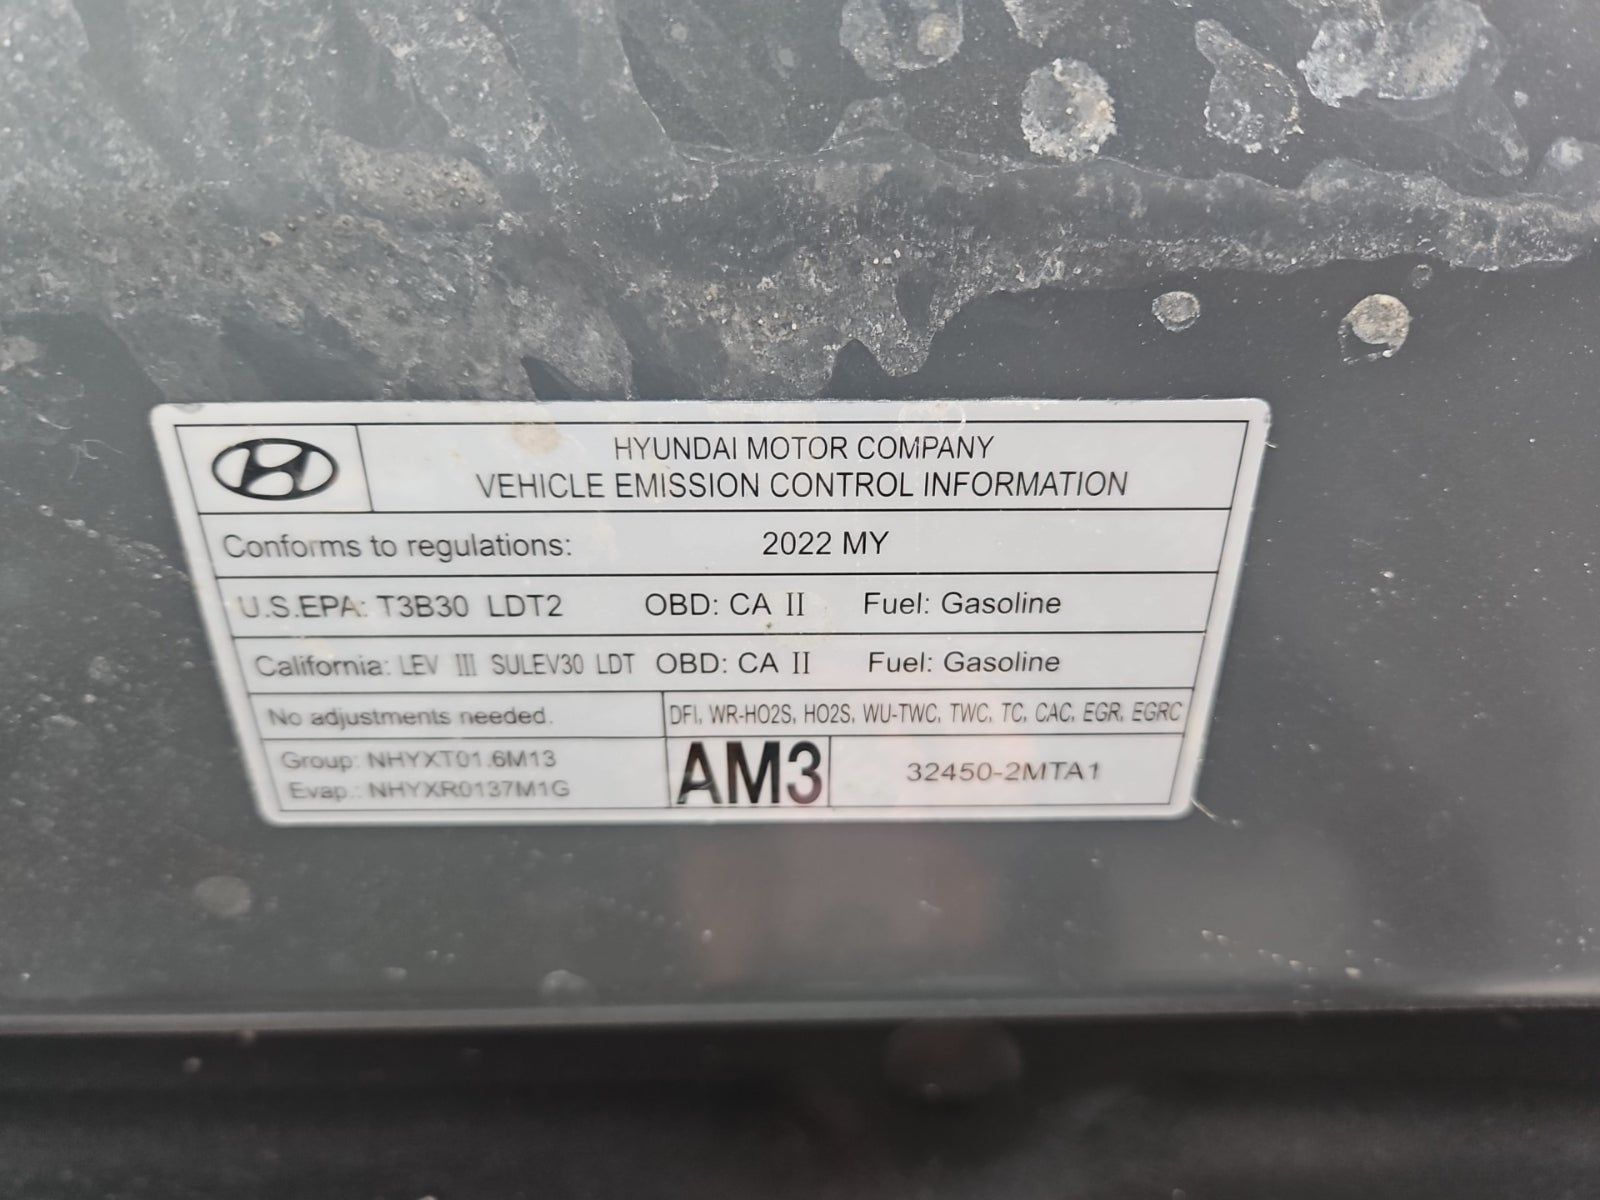 HYUNDAI MOTOR COMPANY
VEHICLE EMISSION CONTROL INFORMATION
Conforms to regulations: 2022 MY
U.S.EPA: T3B30 LDT2 OBD: CA II Fuel: Gasoline
California: LEV III SULEV30 LDT OBD: CA II Fuel: Gasoline
No adjustments needed. DFI, WR-HO2S, HO2S, WU-TWC, TWC, TC, CAC, EGR, EGRC
Group: NHYXT01.6M13
Evap.: NHYXR0137M1G
AM3
32450-2MTA1